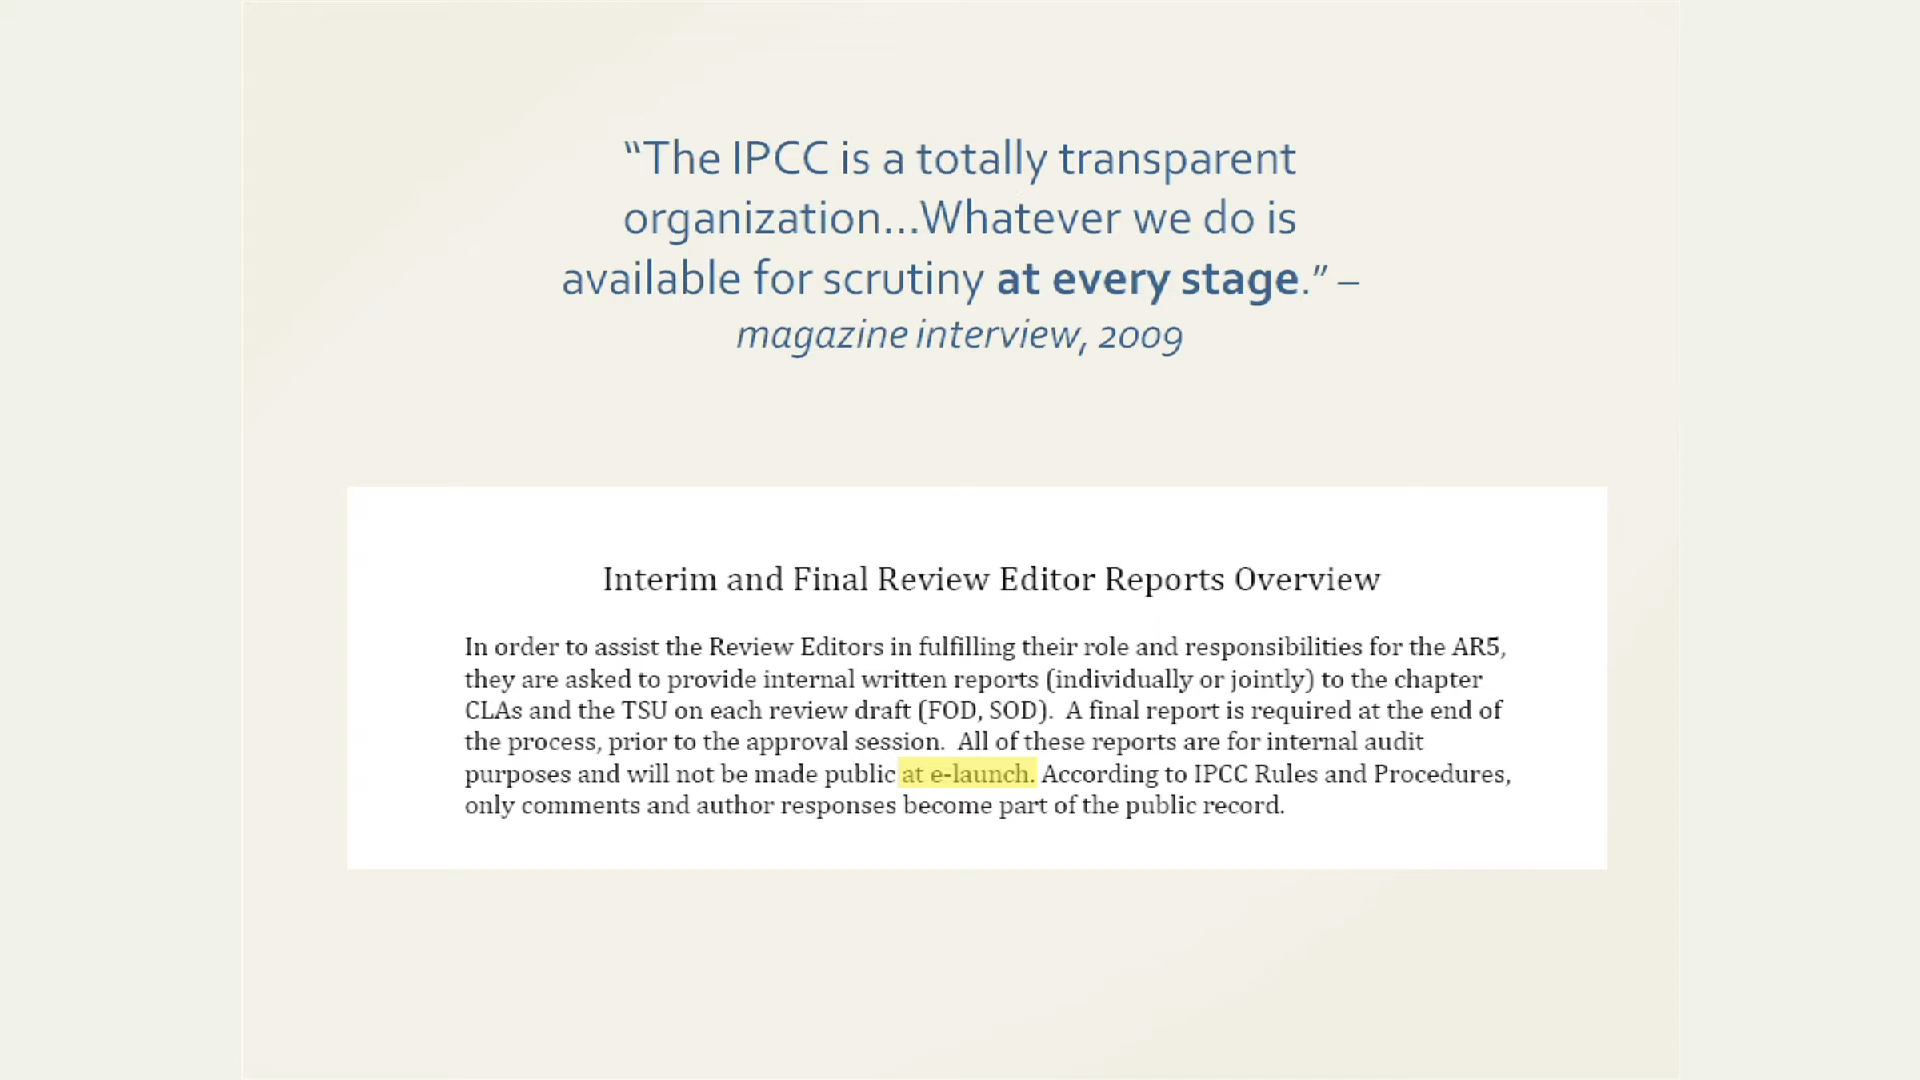 “The IPCC is a totally transparent
organization...Whatever we do is
available for scrutiny at every stage.” –
magazine interview, 2009
Interim and Final Review Editor Reports Overview
In order to assist the Review Editors in fulfilling their role and responsibilities for the AR5,
they are asked to provide internal written reports (individually or jointly) to the chapter
CLAs and the TSU on each review draft (FOD, SOD).  A final report is required at the end of
the process, prior to the approval session.  All of these reports are for internal audit
purposes and will not be made public at e-launch. According to IPCC Rules and Procedures,
only comments and author responses become part of the public record.